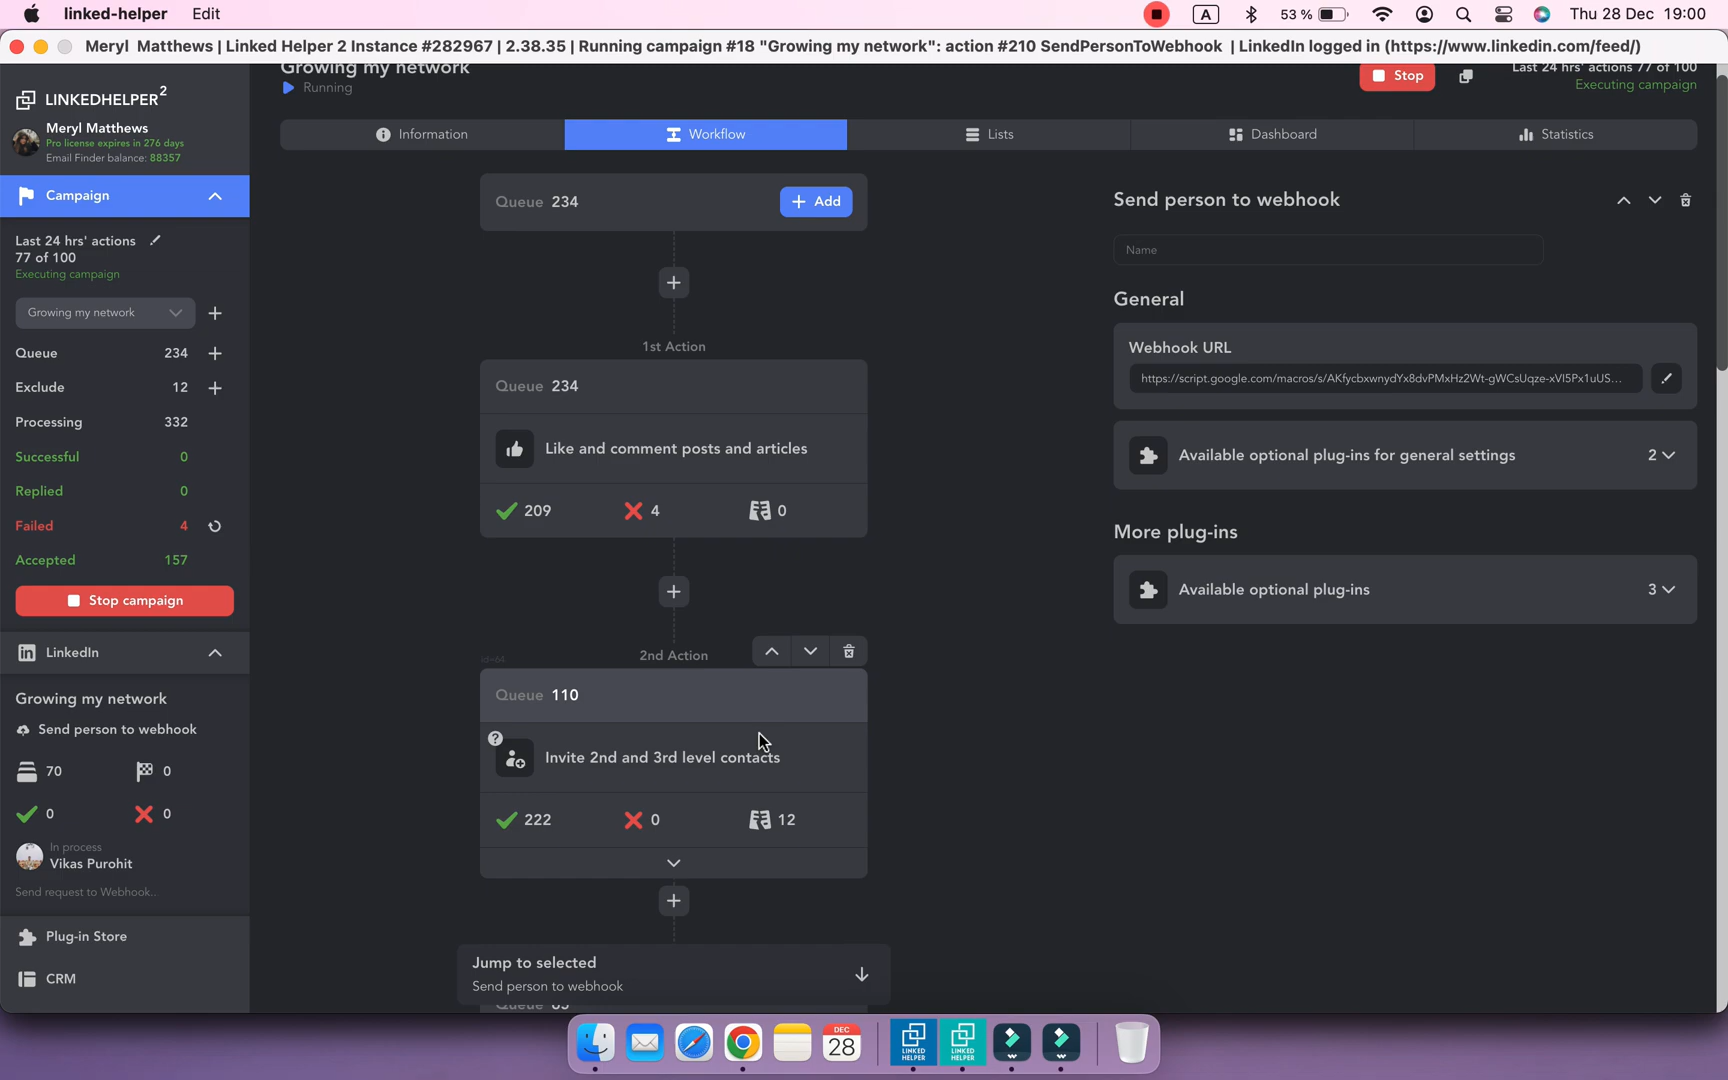 linked-helper Edit A 53 % Thu 28 Dec 19:00
Meryl Matthews | Linked Helper 2 Instance #282967 | 2.38.35 | Running campaign #18 "Growing my network": action #210 SendPersonToWebhook | LinkedIn logged in (https://www.linkedin.com/feed/)
LINKEDHELPER2
Meryl Matthews
Pro license expires in 276 days
Email Finder balance: 88357
Campaign
Last 24 hrs' actions
77 of 100
Executing campaign
Growing my network
Queue 234
Exclude 12
Processing 332
Successful 0
Replied 0
Failed 4
Accepted 157
Stop campaign
LinkedIn
Growing my network
Send person to webhook
70 0
0 0
In process
Vikas Purohit
Send request to Webhook..
Plug-in Store
CRM
Growing my network
Running
Stop
Last 24 hrs' actions 77 of 100
Executing campaign
Information Workflow Lists Dashboard Statistics
Queue 234 Add
1st Action
Queue 234
Like and comment posts and articles
209 4 0
id=64
2nd Action
Queue 110
?
Invite 2nd and 3rd level contacts
222 0 12
Jump to selected
Send person to webhook
Send person to webhook
Name
General
Webhook URL
https://script.google.com/macros/s/AKfycbxwnydYx8dvPMxHz2Wt-gWCsUqze-xVI5Px1uUS...
Available optional plug-ins for general settings 2
More plug-ins
Available optional plug-ins 3
DEC
28
LINKED
HELPER
LINKED
HELPER